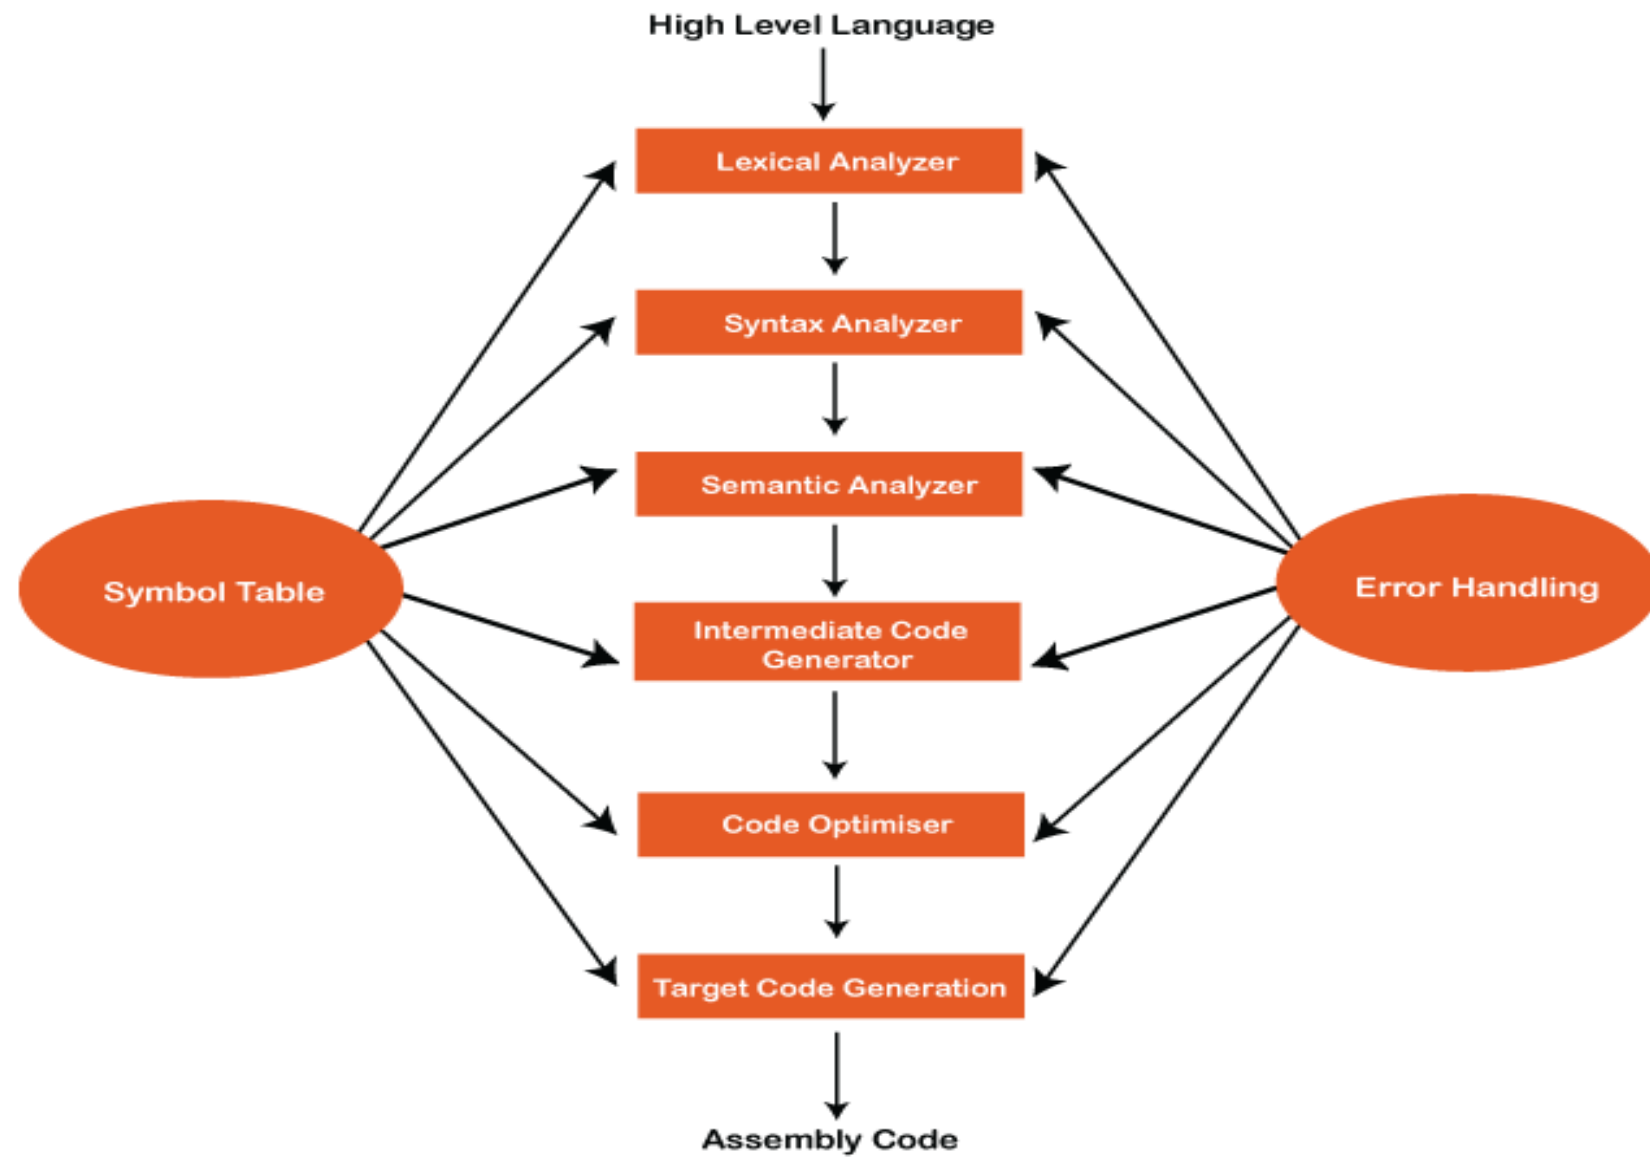 High Level Language
Lexical Analyzer
Syntax Analyzer
Semantic Analyzer
Symbol Table
Error Handling
Intermediate Code
Generator
Code Optimiser
Target Code Generation
Assembly Code